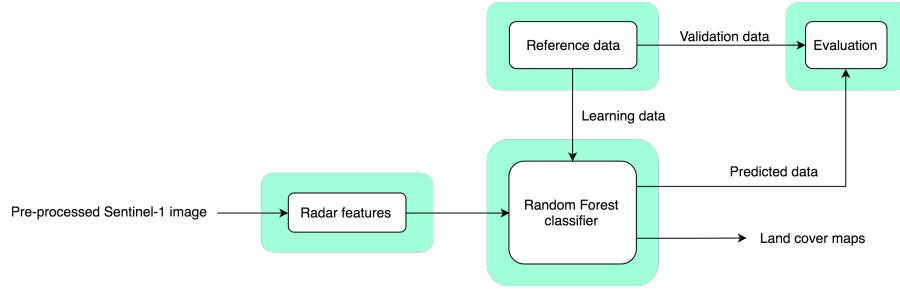 Reference data
Validation data
Evaluation
Learning data
Predicted data
Pre-processed Sentinel-1 image
Radar features
Random Forest
classifier
Land cover maps